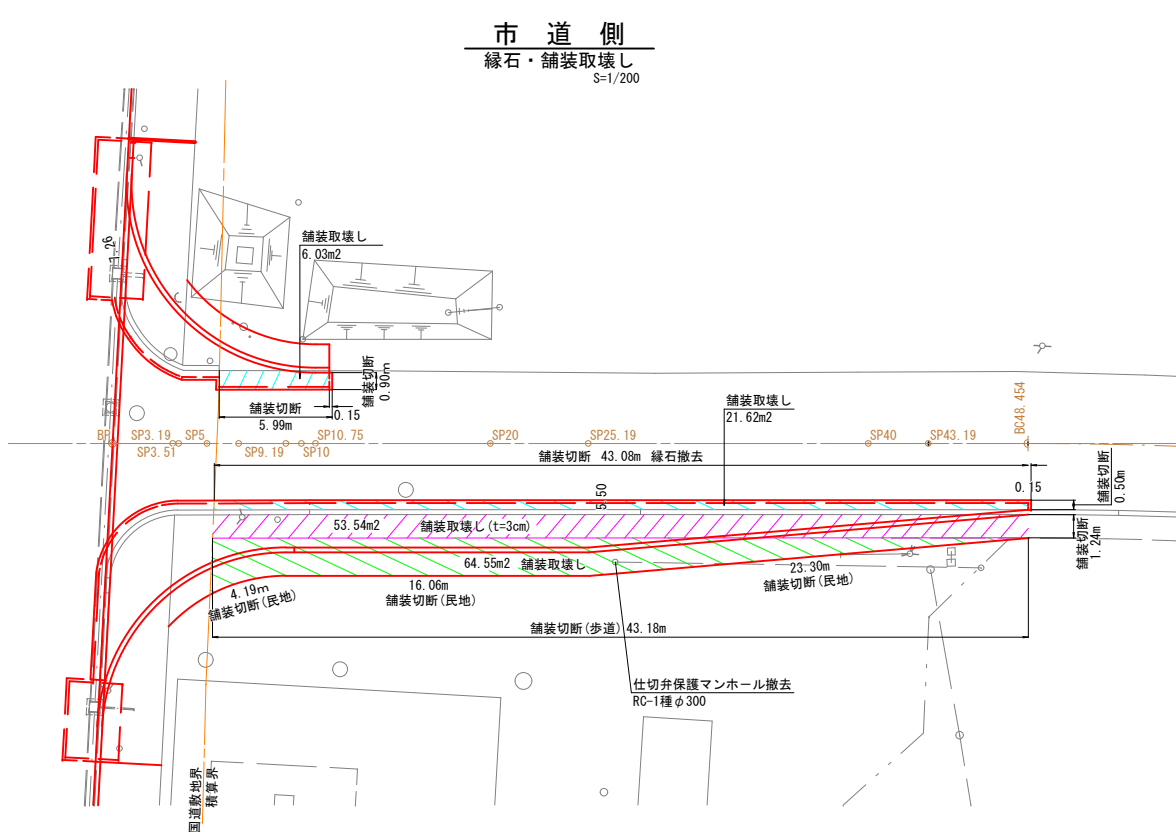 市道側
縁石・舗装取壊し
S=1/200
1.26
舗装取壊し
6.03m2
舗装切断
0.90m
舗装切断
5.99m
0.15
舗装取壊し
21.62m2
BP
SP3.19
SP3.51
SP5
SP9.19
SP10
SP10.75
SP20
SP25.19
SP40
SP43.19
BC48.454
舗装切断 43.08m 縁石撤去
0.15
舗装切断
0.50m
53.54m2
舗装取壊し(t=3cm)
舗装切断
1.24m
64.55m2 舗装取壊し
4.19m
舗装切断(民地)
16.06m
舗装切断(民地)
23.30m
舗装切断(民地)
舗装切断(歩道)43.18m
仕切弁保護マンホール撤去
RC-1種φ300
国道敷地界
積算界